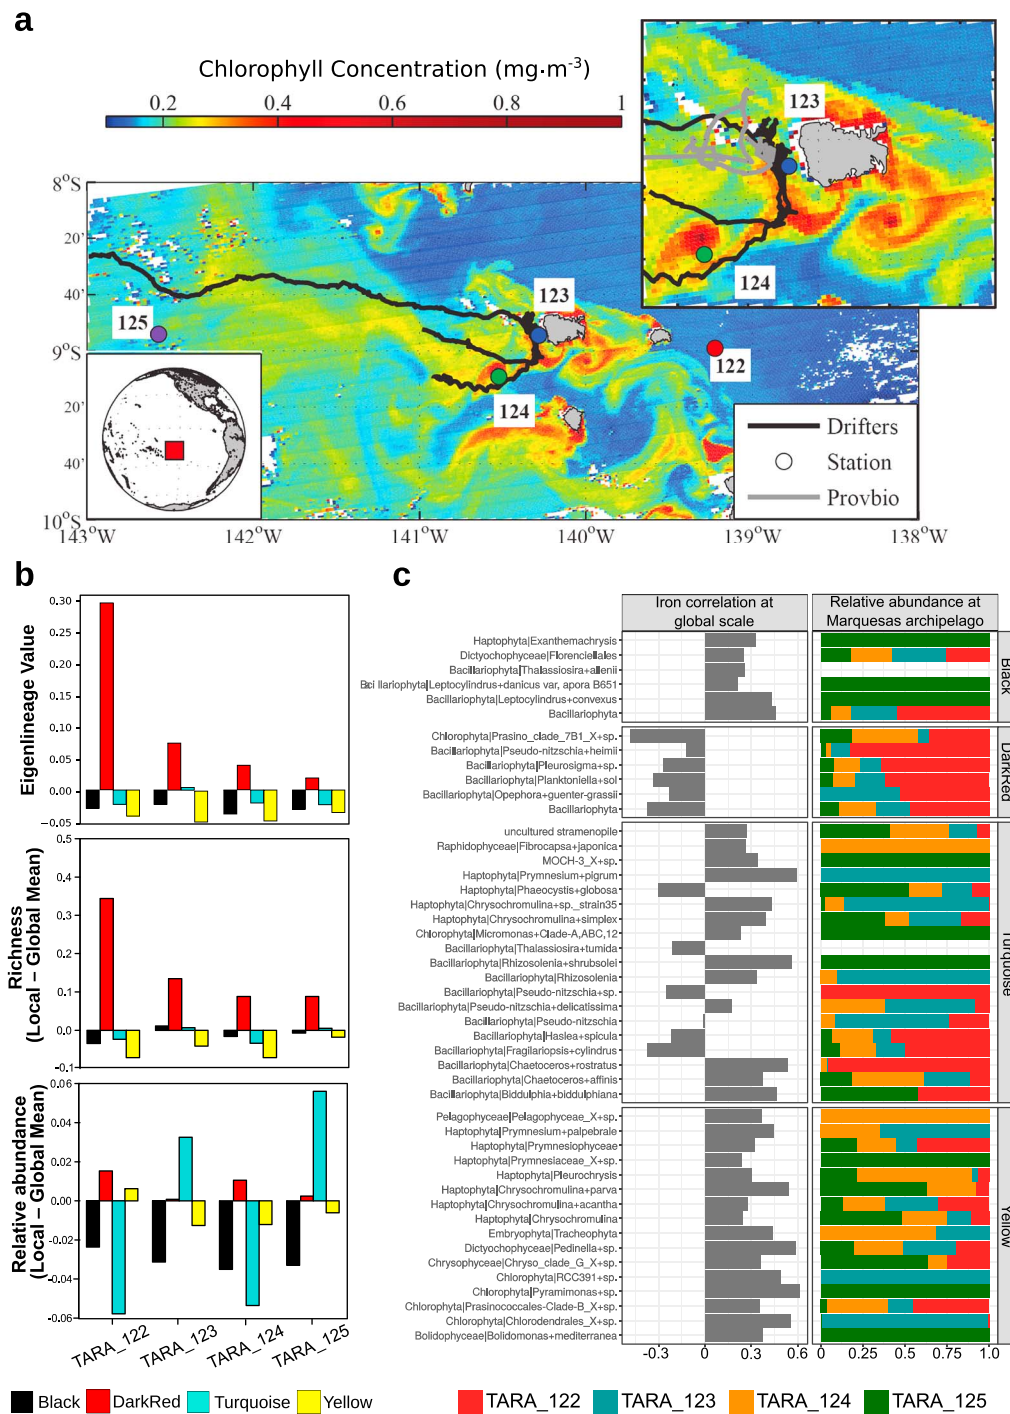 a
Chlorophyll Concentration (mg·m-3)
0.2 0.4 0.6 0.8 1
123
124
8°S
20'
40'
9°S
20'
40'
10°S
125
123
122
124
Drifters
Station
Provbio
143°W 142°W 141°W 140°W 139°W 138°W
b
Eigenlineage Value
0.30
0.25
0.20
0.15
0.10
0.05
0.00
−0.05
Richness
(Local − Global Mean)
0.5
0.4
0.3
0.2
0.1
0.0
-0.1
Relative abundance
(Local − Global Mean)
0.06
0.04
0.02
0.00
-0.02
-0.04
-0.06
TARA_122 TARA_123 TARA_124 TARA_125
Black DarkRed Turquoise Yellow
c
Iron correlation at
global scale
Relative abundance at
Marquesas archipelago
Haptophyta|Exanthemachrysis
Dictyochophyceae|Florenciellales
Bacillariophyta|Thalassiosira+allenii
Bacillariophyta|Leptocylindrus+danicus var, apora B651
Bacillariophyta|Leptocylindrus+convexus
Bacillariophyta
Black
Chlorophyta|Prasino_clade_7B1_X+sp.
Bacillariophyta|Pseudo-nitzschia+heimii
Bacillariophyta|Pleurosigma+sp.
Bacillariophyta|Planktoniella+sol
Bacillariophyta|Opephora+guenter-grassii
Bacillariophyta
DarkRed
uncultured stramenopile
Raphidophyceae|Fibrocapsa+japonica
MOCH-3_X+sp.
Haptophyta|Prymnesium+pigrum
Haptophyta|Phaeocystis+globosa
Haptophyta|Chrysochromulina+sp._strain35
Haptophyta|Chrysochromulina+simplex
Chlorophyta|Micromonas+Clade-A,ABC,12
Bacillariophyta|Thalassiosira+tumida
Bacillariophyta|Rhizosolenia+shrubsolei
Bacillariophyta|Rhizosolenia
Bacillariophyta|Pseudo-nitzschia+sp.
Bacillariophyta|Pseudo-nitzschia+delicatissima
Bacillariophyta|Pseudo-nitzschia
Bacillariophyta|Haslea+spicula
Bacillariophyta|Fragilariopsis+cylindrus
Bacillariophyta|Chaetoceros+rostratus
Bacillariophyta|Chaetoceros+affinis
Bacillariophyta|Biddulphia+biddulphiana
Turquoise
Pelagophyceae|Pelagophyceae_X+sp.
Haptophyta|Prymnesium+palpebrale
Haptophyta|Prymnesiophyceae
Haptophyta|Prymnesiaceae_X+sp.
Haptophyta|Pleurochrysis
Haptophyta|Chrysochromulina+parva
Haptophyta|Chrysochromulina+acantha
Haptophyta|Chrysochromulina
Embryophyta|Tracheophyta
Dictyochophyceae|Pedinella+sp.
Chrysophyceae|Chryso_clade_G_X+sp.
Chlorophyta|RCC391+sp.
Chlorophyta|Pyramimonas+sp.
Chlorophyta|Prasinococcales-Clade-B_X+sp.
Chlorophyta|Chlorodendrales_X+sp.
Bolidophyceae|Bolidomonas+mediterranea
Yellow
-0.3 0 0.3 0.6
0 0.25 0.5 0.75 1.0
TARA_122 TARA_123 TARA_124 TARA_125